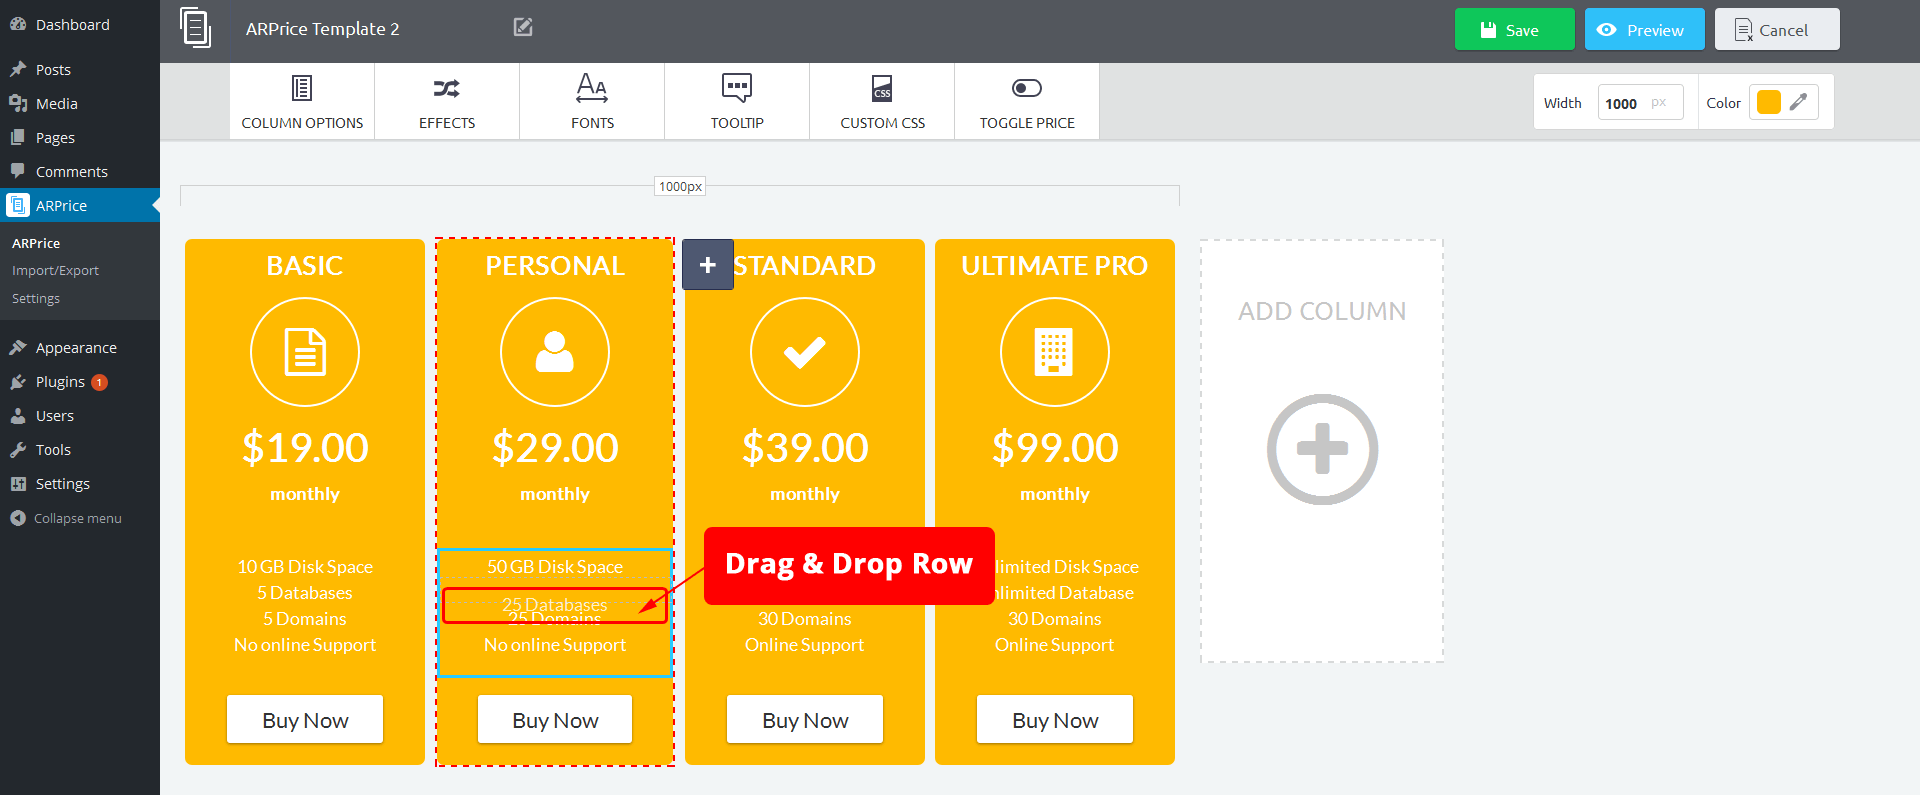 Dashboard
Posts
Media
Pages
Comments
ARPrice
ARPrice
Import/Export
Settings
Appearance
Plugins 1
Users
Tools
Settings
Collapse menu
ARPrice Template 2
Save
Preview
Cancel
COLUMN OPTIONS
EFFECTS
FONTS
TOOLTIP
CSS
CUSTOM CSS
TOGGLE PRICE
Width 1000 px
Color
1000px
BASIC
$19.00
monthly
10 GB Disk Space
5 Databases
5 Domains
No online Support
Buy Now
PERSONAL
$29.00
monthly
50 GB Disk Space
25 Databases
25 Domains
No online Support
Buy Now
STANDARD
$39.00
monthly
Drag & Drop Row
30 Domains
Online Support
Buy Now
ULTIMATE PRO
$99.00
monthly
limited Disk Space
nlimited Database
30 Domains
Online Support
Buy Now
ADD COLUMN